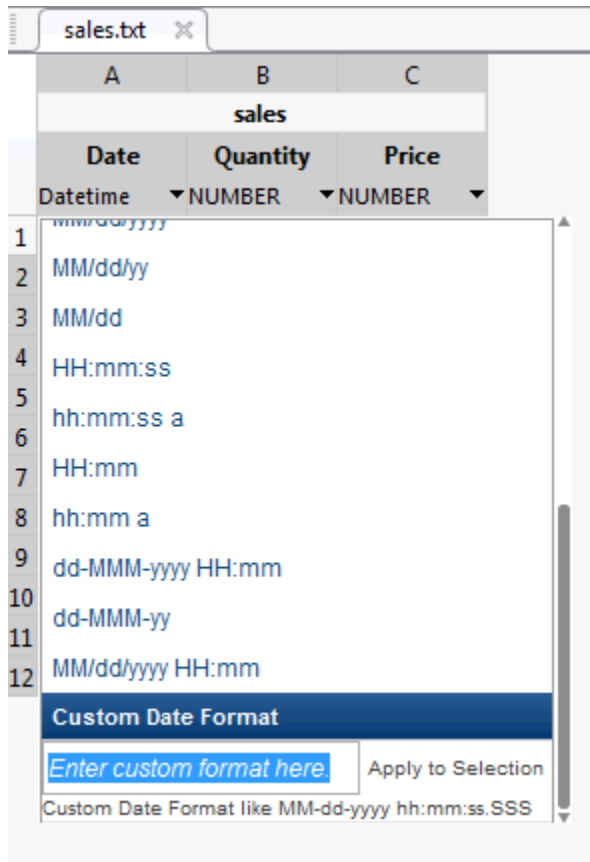 sales.txt
A B C
sales
Date Quantity Price
Datetime NUMBER NUMBER
1 MM/dd/yyyy
2 MM/dd/yy
3 MM/dd
4 HH:mm:ss
5
hh:mm:ss a
6
7 HH:mm
8 hh:mm a
9 dd-MMM-yyyy HH:mm
10
dd-MMM-yy
11
12 MM/dd/yyyy HH:mm
Custom Date Format
Enter custom format here. Apply to Selection
Custom Date Format like MM-dd-yyyy hh:mm:ss.SSS